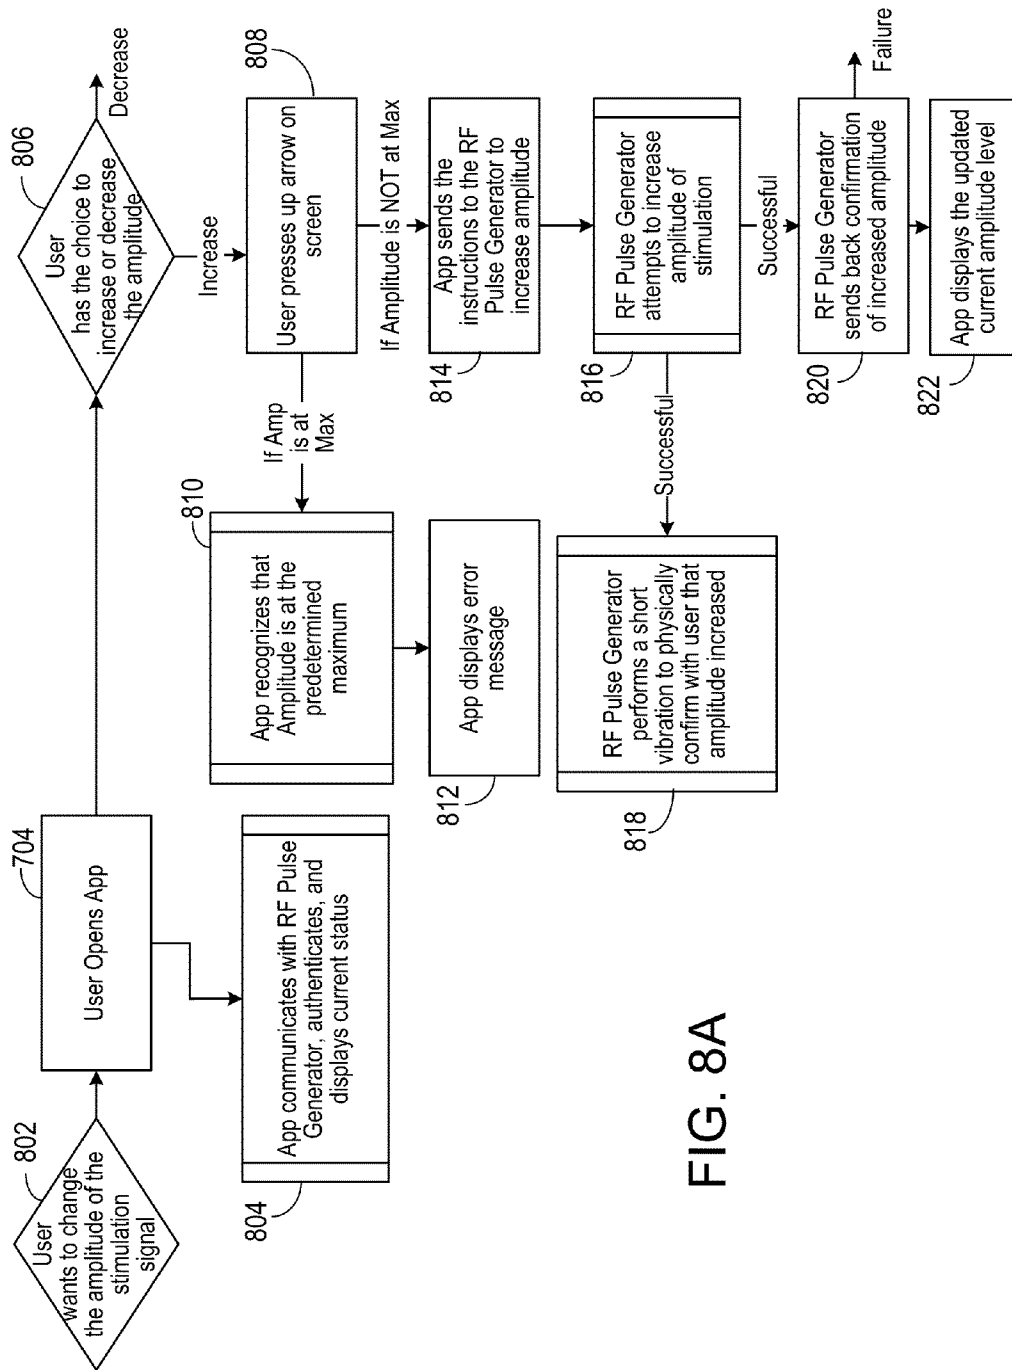 802
User
wants to change
the amplitude of the
stimulation
signal
704
User Opens App
804
App communicates with RF Pulse
Generator, authenticates, and
displays current status
806
User
has the choice to
increase or decrease
the amplitude
Decrease
Increase
808
User presses up arrow on
screen
If Amp
is at
Max
810
App recognizes that
Amplitude is at the
predetermined
maximum
812
App displays error
message
If Amplitude is NOT at Max
814
App sends the
instructions to the RF
Pulse Generator to
increase amplitude
816
RF Pulse Generator
attempts to increase
amplitude of
stimulation
Successful
818
RF Pulse Generator
performs a short
vibration to physically
confirm with user that
amplitude increased
Successful
820
RF Pulse Generator
sends back confirmation
of increased amplitude
Failure
822
App displays the updated
current amplitude level
FIG. 8A